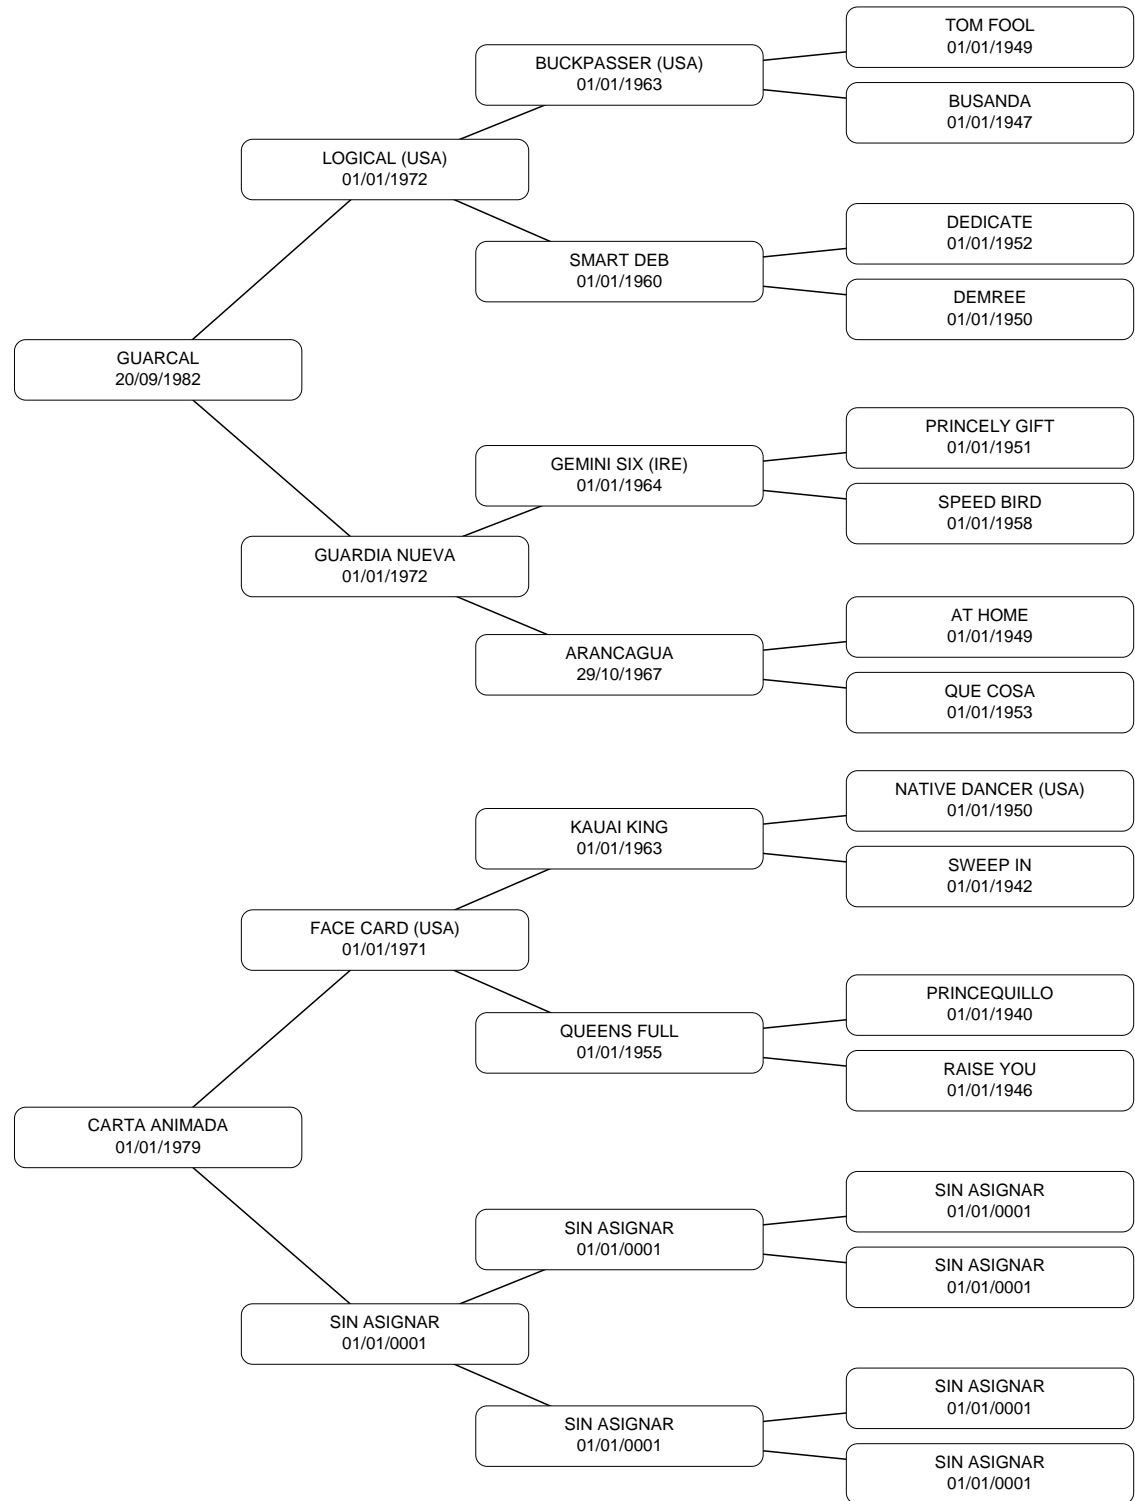 TOM FOOL
01/01/1949
BUCKPASSER (USA)
01/01/1963
BUSANDA
01/01/1947
LOGICAL (USA)
01/01/1972
DEDICATE
01/01/1952
SMART DEB
01/01/1960
DEMREE
01/01/1950
GUARCAL
20/09/1982
PRINCELY GIFT
01/01/1951
GEMINI SIX (IRE)
01/01/1964
SPEED BIRD
01/01/1958
GUARDIA NUEVA
01/01/1972
AT HOME
01/01/1949
ARANCAGUA
29/10/1967
QUE COSA
01/01/1953
NATIVE DANCER (USA)
01/01/1950
KAUAI KING
01/01/1963
SWEEP IN
01/01/1942
FACE CARD (USA)
01/01/1971
PRINCEQUILLO
01/01/1940
QUEENS FULL
01/01/1955
RAISE YOU
01/01/1946
CARTA ANIMADA
01/01/1979
SIN ASIGNAR
01/01/0001
SIN ASIGNAR
01/01/0001
SIN ASIGNAR
01/01/0001
SIN ASIGNAR
01/01/0001
SIN ASIGNAR
01/01/0001
SIN ASIGNAR
01/01/0001
SIN ASIGNAR
01/01/0001